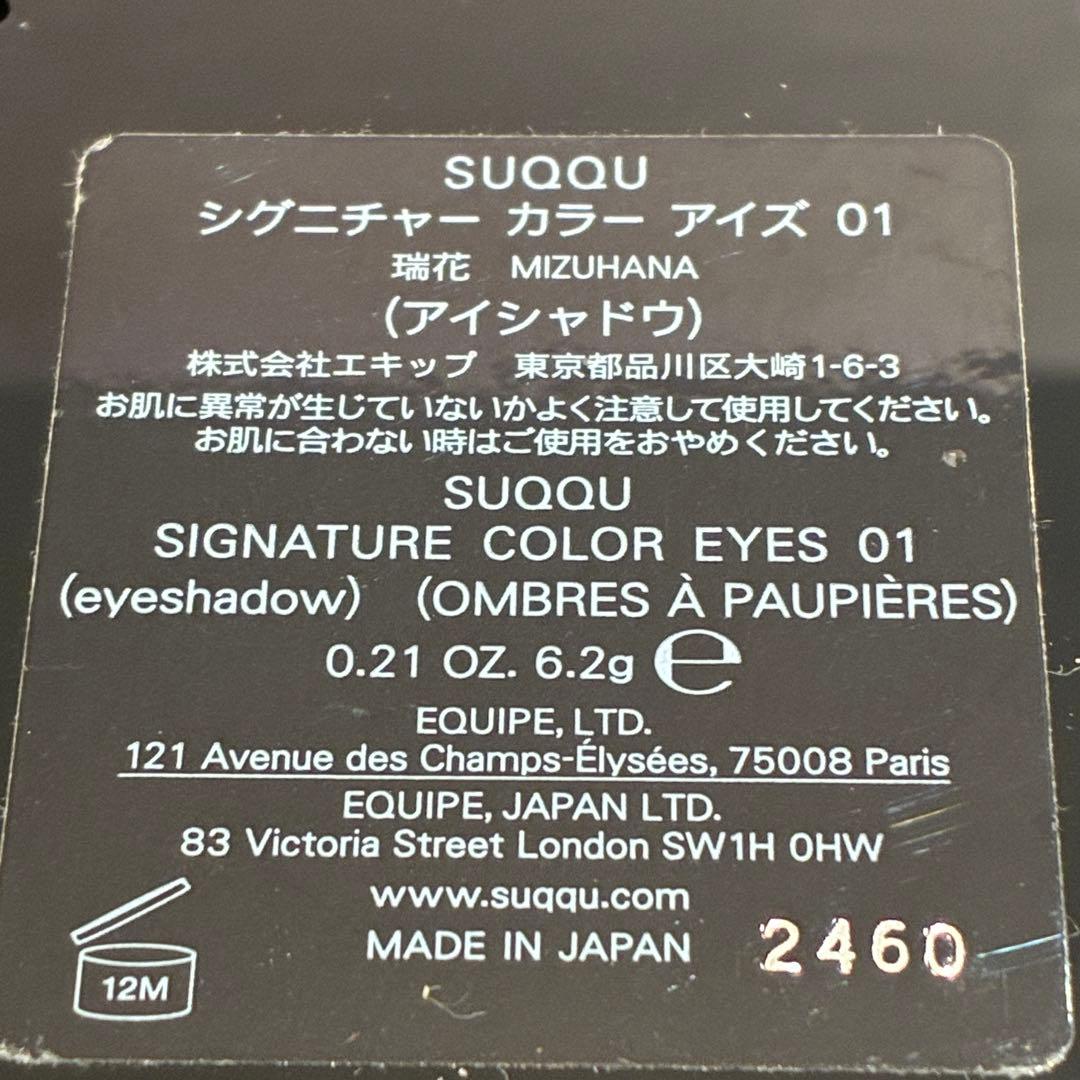 SUQQU
シグニチャー カラー アイズ 01
瑞花 MIZUHANA
(アイシャドウ)
株式会社エキップ 東京都品川区大崎1-6-3
お肌に異常が生じていないかよく注意して使用してください。
お肌に合わない時はご使用をおやめください。
SUQQU
SIGNATURE COLOR EYES 01
(eyeshadow) (OMBRES À PAUPIÈRES)
0.21 OZ. 6.2g ℮
EQUIPE, LTD.
121 Avenue des Champs-Élysées, 75008 Paris
EQUIPE, JAPAN LTD.
83 Victoria Street London SW1H 0HW
www.suqqu.com
MADE IN JAPAN 2460
12M